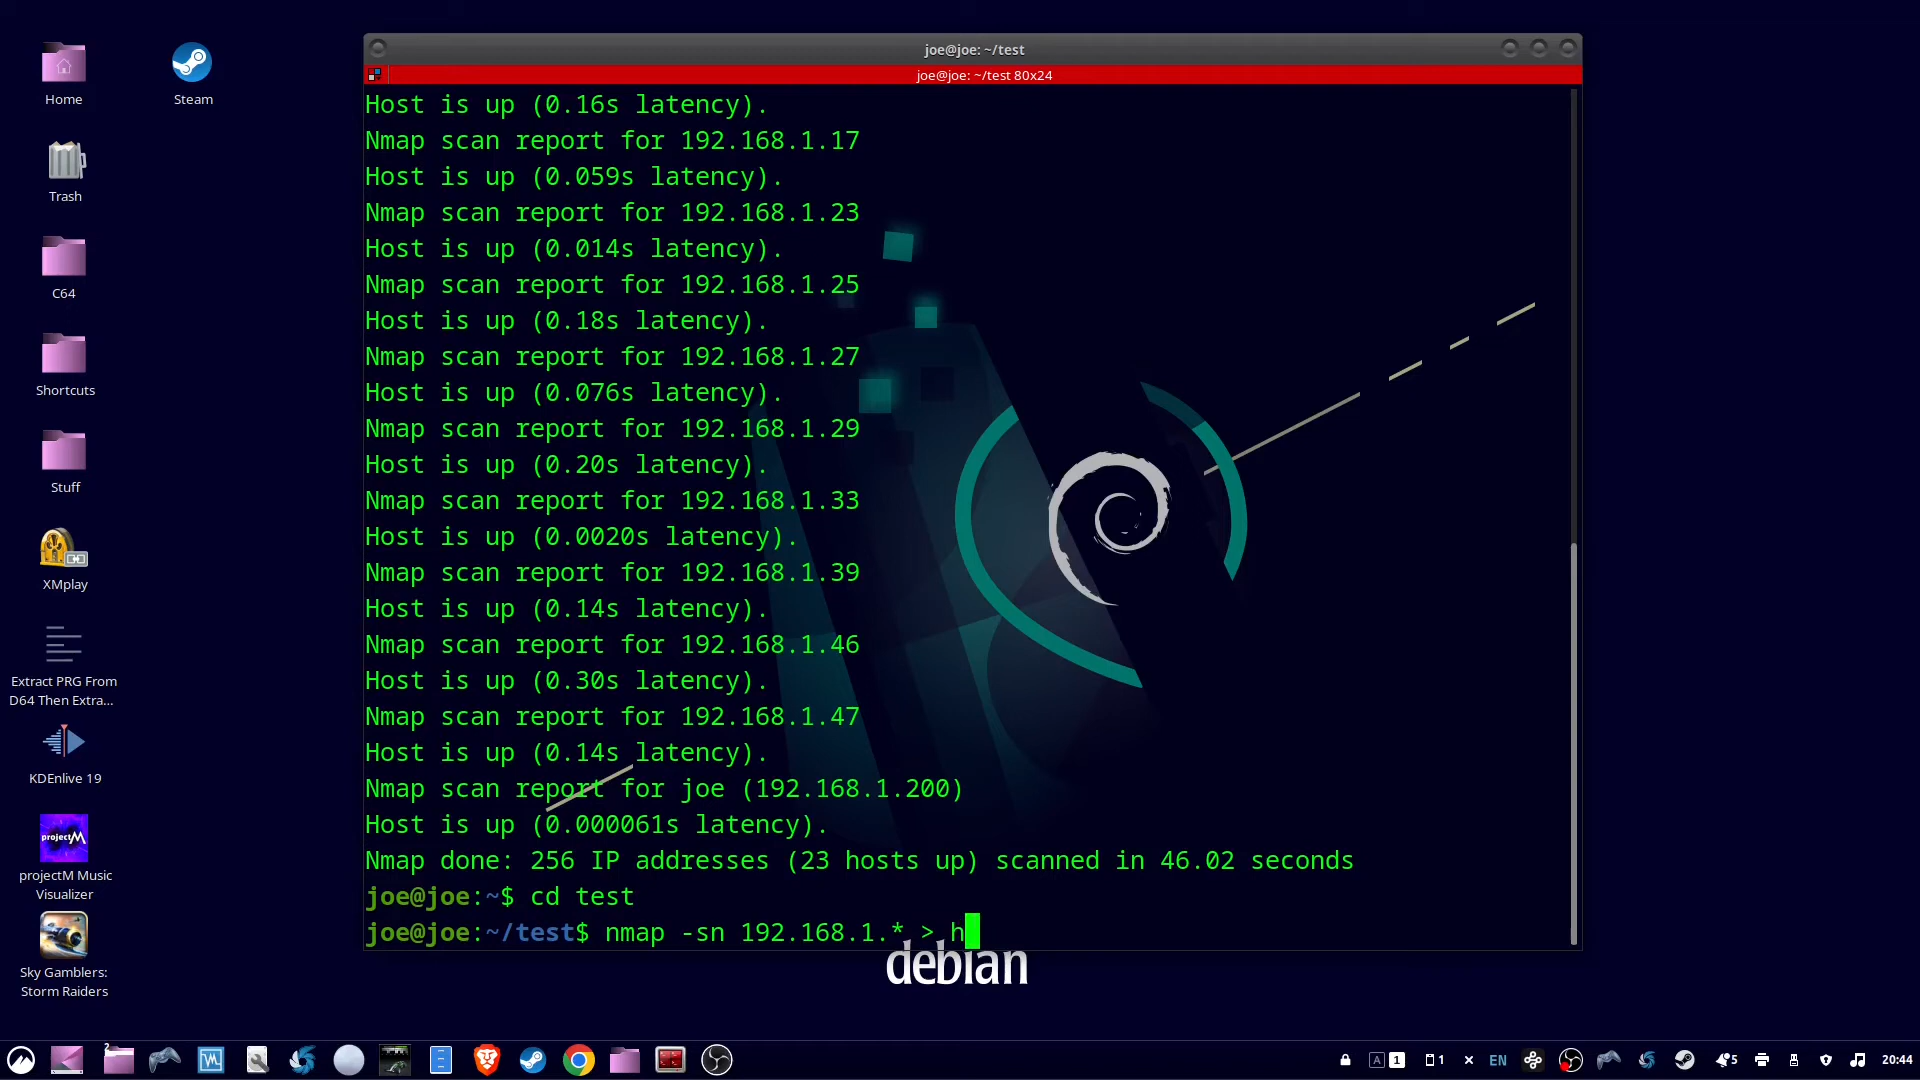 joe@joe: ~/test
joe@joe: ~/test 80x24
Home
Steam
Trash
C64
Shortcuts
Stuff
XMplay
Extract PRG From
D64 Then Extra...
KDEnlive 19
projectM
projectM Music
Visualizer
Sky Gamblers:
Storm Raiders
Host is up (0.16s latency).
Nmap scan report for 192.168.1.17
Host is up (0.059s latency).
Nmap scan report for 192.168.1.23
Host is up (0.014s latency).
Nmap scan report for 192.168.1.25
Host is up (0.18s latency).
Nmap scan report for 192.168.1.27
Host is up (0.076s latency).
Nmap scan report for 192.168.1.29
Host is up (0.20s latency).
Nmap scan report for 192.168.1.33
Host is up (0.0020s latency).
Nmap scan report for 192.168.1.39
Host is up (0.14s latency).
Nmap scan report for 192.168.1.46
Host is up (0.30s latency).
Nmap scan report for 192.168.1.47
Host is up (0.14s latency).
Nmap scan report for joe (192.168.1.200)
Host is up (0.000061s latency).
Nmap done: 256 IP addresses (23 hosts up) scanned in 46.02 seconds
joe@joe:~$ cd test
joe@joe:~/test$ nmap -sn 192.168.1.* > h
debian
2
A 1
1
EN
5
20:44